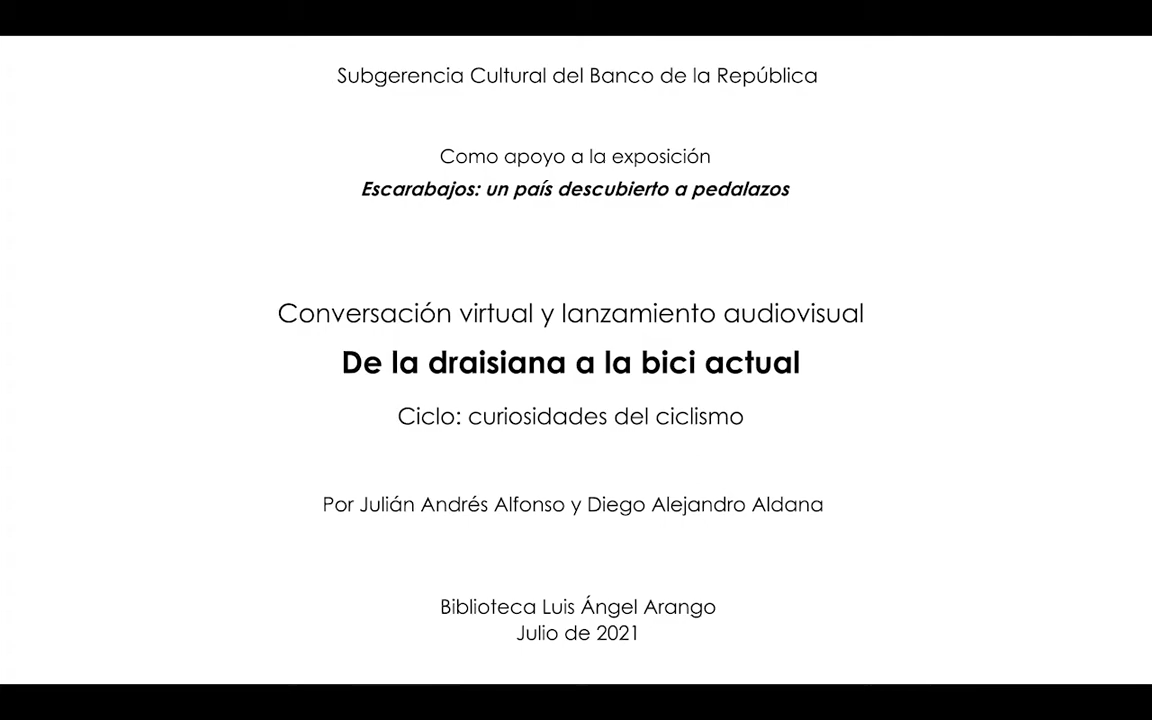 Subgerencia Cultural del Banco de la República
Como apoyo a la exposición
Escarabajos: un país descubierto a pedalazos
Conversación virtual y lanzamiento audiovisual
De la draisiana a la bici actual
Ciclo: curiosidades del ciclismo
Por Julián Andrés Alfonso y Diego Alejandro Aldana
Biblioteca Luis Ángel Arango
Julio de 2021